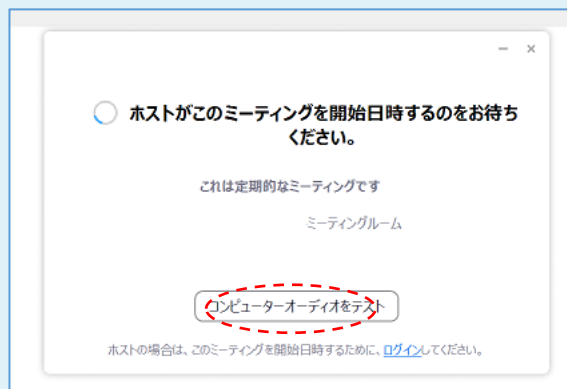 ホストがこのミーティングを開始日時するのをお待ち
ください。
これは定期的なミーティングです
ミーティングルーム
コンピューターオーディオをテスト
ホストの場合は、このミーティングを開始日時するために、ログインしてください。